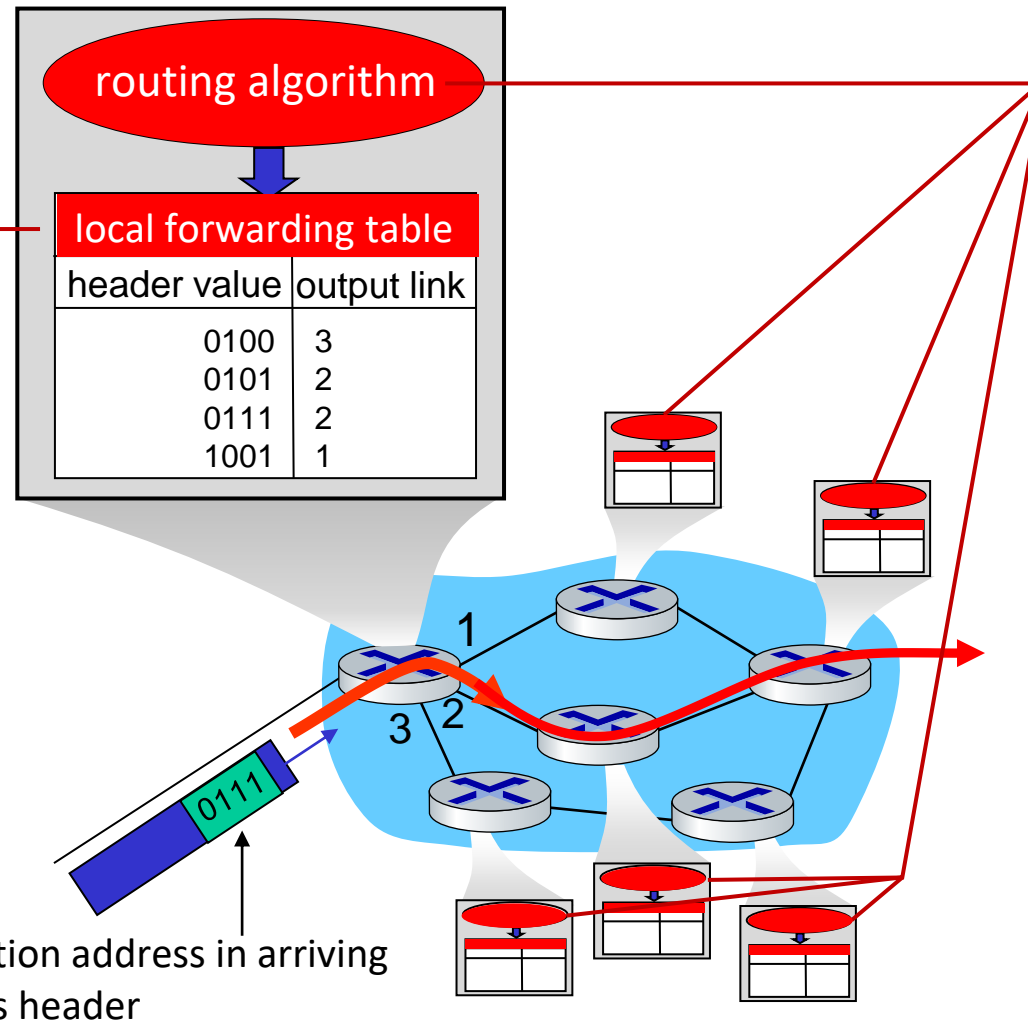 routing algorithm
local forwarding table
header value output link
0100 3
0101 2
0111 2
1001 1
1
2
3
0111
tion address in arriving
s header